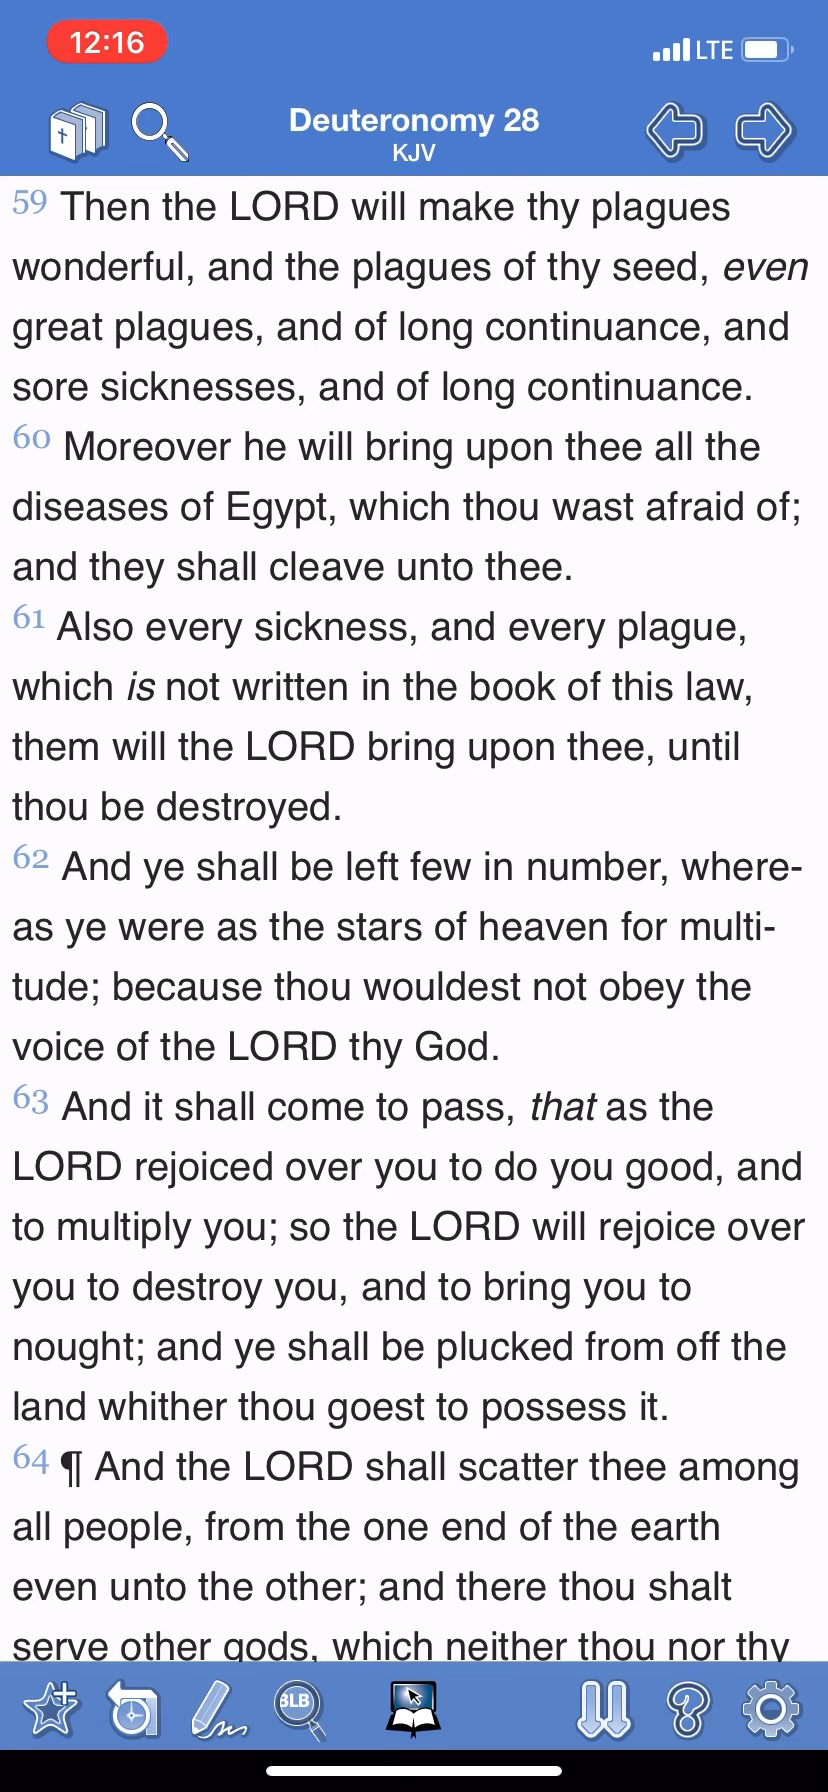 12:16
LTE
Deuteronomy 28
KJV
59 Then the LORD will make thy plagues
wonderful, and the plagues of thy seed, even
great plagues, and of long continuance, and
sore sicknesses, and of long continuance.
60 Moreover he will bring upon thee all the
diseases of Egypt, which thou wast afraid of;
and they shall cleave unto thee.
61 Also every sickness, and every plague,
which is not written in the book of this law,
them will the LORD bring upon thee, until
thou be destroyed.
62 And ye shall be left few in number, where-
as ye were as the stars of heaven for multi-
tude; because thou wouldest not obey the
voice of the LORD thy God.
63 And it shall come to pass, that as the
LORD rejoiced over you to do you good, and
to multiply you; so the LORD will rejoice over
you to destroy you, and to bring you to
nought; and ye shall be plucked from off the
land whither thou goest to possess it.
64 ¶ And the LORD shall scatter thee among
all people, from the one end of the earth
even unto the other; and there thou shalt
serve other gods, which neither thou nor thy
BLB